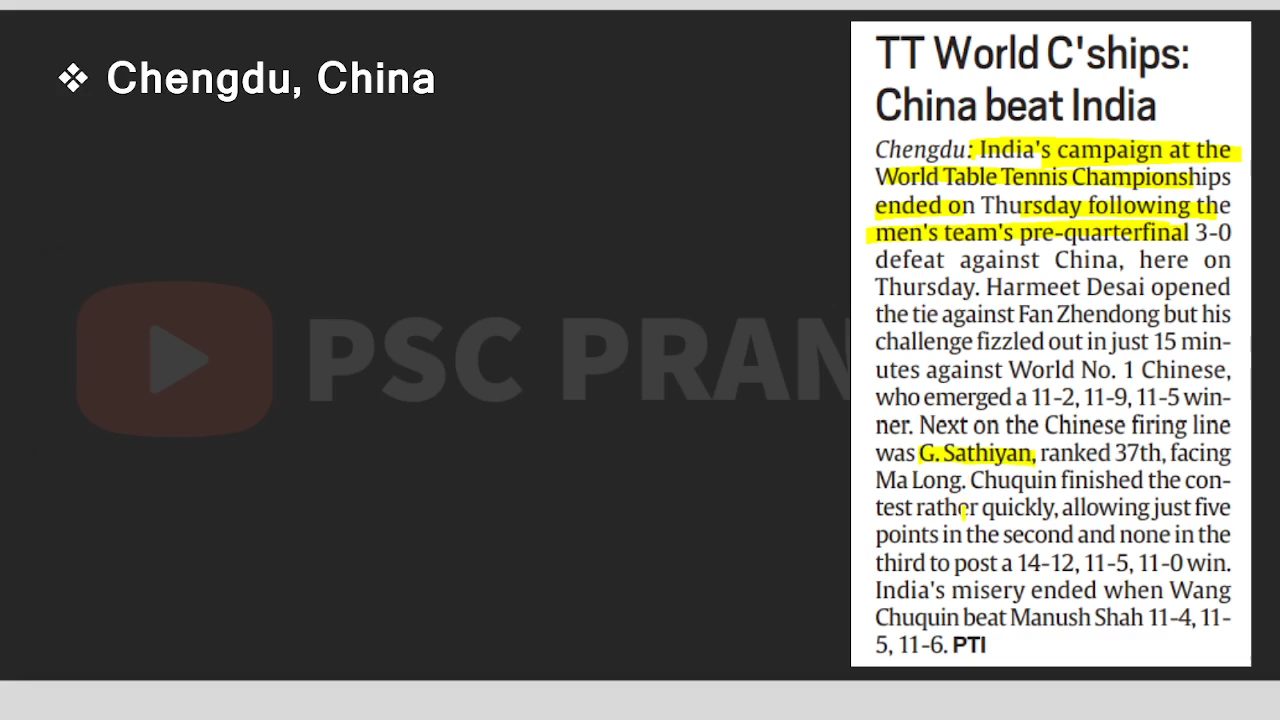 ❖ Chengdu, China
PSC PRAN
TT World C'ships:
China beat India
Chengdu: India's campaign at the
World Table Tennis Championships
ended on Thursday following the
men's team's pre-quarterfinal 3-0
defeat against China, here on
Thursday. Harmeet Desai opened
the tie against Fan Zhendong but his
challenge fizzled out in just 15 min-
utes against World No. 1 Chinese,
who emerged a 11-2, 11-9, 11-5 win-
ner. Next on the Chinese firing line
was G. Sathiyan, ranked 37th, facing
Ma Long. Chuquin finished the con-
test rather quickly, allowing just five
points in the second and none in the
third to post a 14-12, 11-5, 11-0 win.
India's misery ended when Wang
Chuquin beat Manush Shah 11-4, 11-
5, 11-6. PTI